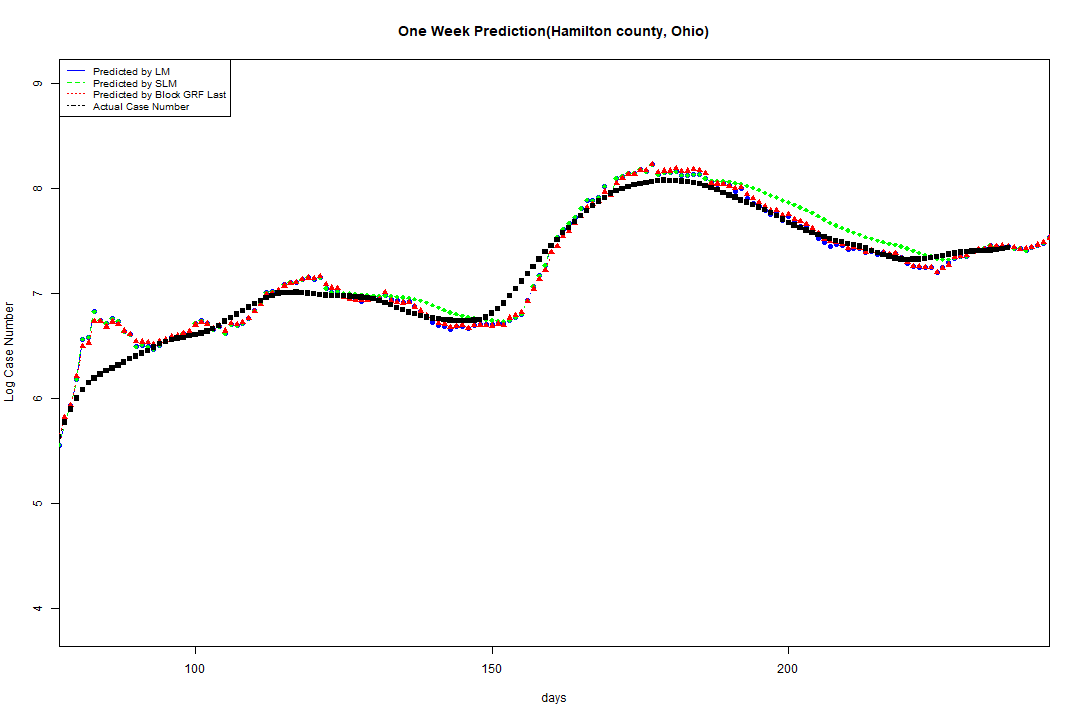 One Week Prediction(Hamilton county, Ohio)
Predicted by LM
Predicted by SLM
Predicted by Block GRF Last
Actual Case Number
Log Case Number
9
8
7
6
5
4
100 150 200
days